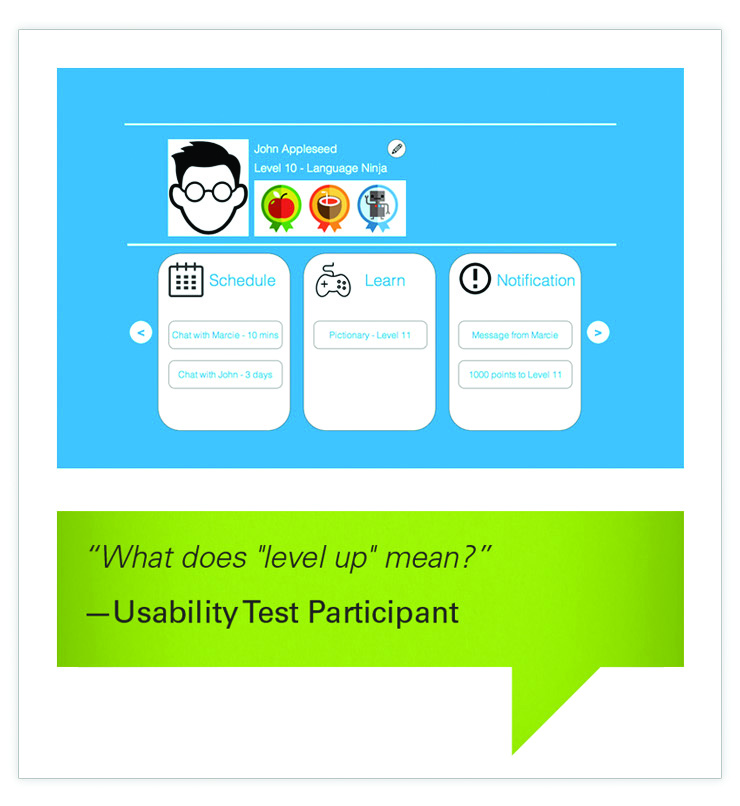 John Appleseed
Level 10 - Language Ninja
Schedule
Chat with Marcie - 10 mins
Chat with John - 3 days
Learn
Pictionary - Level 11
Notification
Message from Marcie
1000 points to Level 11
<
>
“What does "level up" mean?”
—Usability Test Participant